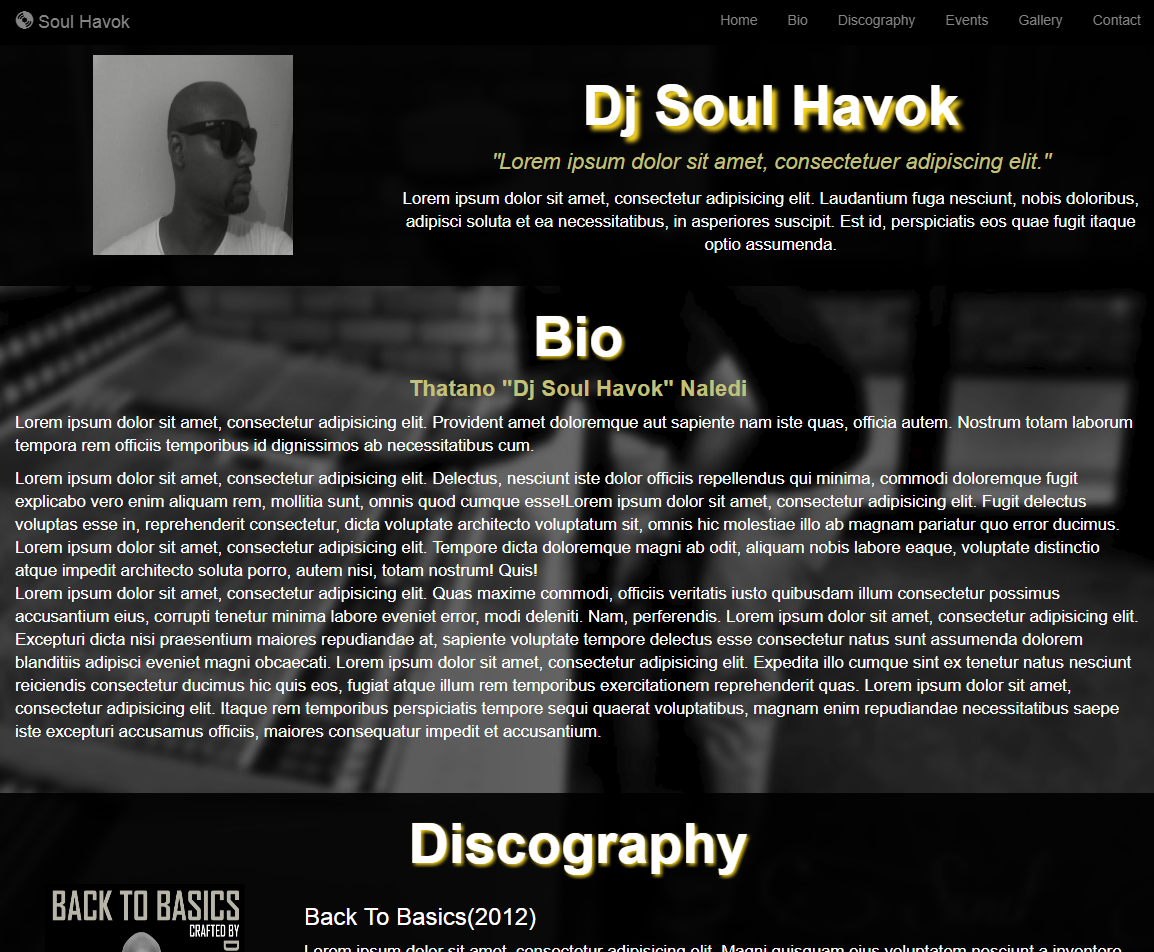 Soul Havok
Home Bio Discography Events Gallery Contact
Dj Soul Havok
"Lorem ipsum dolor sit amet, consectetuer adipiscing elit."
Lorem ipsum dolor sit amet, consectetur adipisicing elit. Laudantium fuga nesciunt, nobis doloribus,
adipisci soluta et ea necessitatibus, in asperiores suscipit. Est id, perspiciatis eos quae fugit itaque
optio assumenda.
Bio
Thatano "Dj Soul Havok" Naledi
Lorem ipsum dolor sit amet, consectetur adipisicing elit. Provident amet doloremque aut sapiente nam iste quas, officia autem. Nostrum totam laborum
tempora rem officiis temporibus id dignissimos ab necessitatibus cum.
Lorem ipsum dolor sit amet, consectetur adipisicing elit. Delectus, nesciunt iste dolor officiis repellendus qui minima, commodi doloremque fugit
explicabo vero enim aliquam rem, mollitia sunt, omnis quod cumque esse!Lorem ipsum dolor sit amet, consectetur adipisicing elit. Fugit delectus
voluptas esse in, reprehenderit consectetur, dicta voluptate architecto voluptatum sit, omnis hic molestiae illo ab magnam pariatur quo error ducimus.
Lorem ipsum dolor sit amet, consectetur adipisicing elit. Tempore dicta doloremque magni ab odit, aliquam nobis labore eaque, voluptate distinctio
atque impedit architecto soluta porro, autem nisi, totam nostrum! Quis!
Lorem ipsum dolor sit amet, consectetur adipisicing elit. Quas maxime commodi, officiis veritatis iusto quibusdam illum consectetur possimus
accusantium eius, corrupti tenetur minima labore eveniet error, modi deleniti. Nam, perferendis. Lorem ipsum dolor sit amet, consectetur adipisicing elit.
Excepturi dicta nisi praesentium maiores repudiandae at, sapiente voluptate tempore delectus esse consectetur natus sunt assumenda dolorem
blanditiis adipisci eveniet magni obcaecati. Lorem ipsum dolor sit amet, consectetur adipisicing elit. Expedita illo cumque sint ex tenetur natus nesciunt
reiciendis consectetur ducimus hic quis eos, fugiat atque illum rem temporibus exercitationem reprehenderit quas. Lorem ipsum dolor sit amet,
consectetur adipisicing elit. Itaque rem temporibus perspiciatis tempore sequi quaerat voluptatibus, magnam enim repudiandae necessitatibus saepe
iste excepturi accusamus officiis, maiores consequatur impedit et accusantium.
Discography
BACK TO BASICS
CRAFTED BY
D
Back To Basics(2012)
Lorem ipsum dolor sit amet, consectetur adipisicing elit. Magni quisquam eius voluptatem nesciunt a inventore